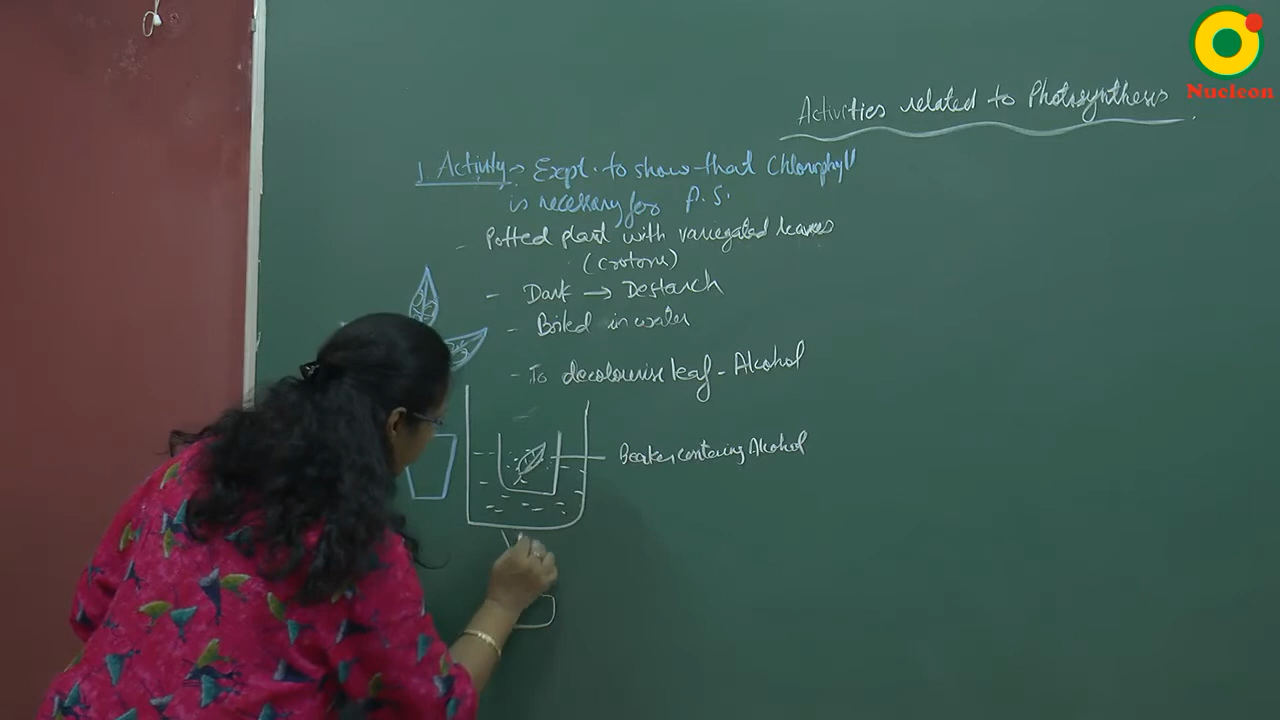 Nucleon
Activities related to Photosynthesis
1. Activity → Expt. to show that Chlorophyll
is necessary for P.S.
- Potted plant with variegated leaves
(crotons)
- Dark → Destarch
- Boiled in water
- To decolourise leaf - Alcohol
Beaker containing Alcohol